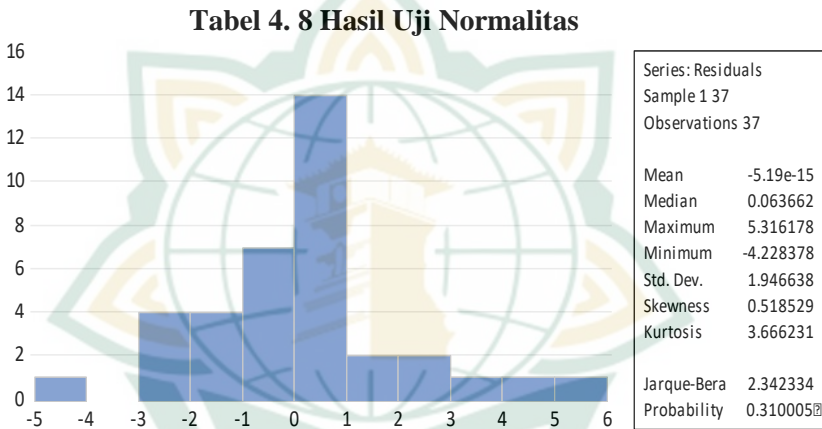 Tabel 4. 8 Hasil Uji Normalitas
16
14
12
10
8
6
4
2
0
-5 -4 -3 -2 -1 0 1 2 3 4 5 6
Series: Residuals
Sample 1 37
Observations 37
Mean -5.19e-15
Median 0.063662
Maximum 5.316178
Minimum -4.228378
Std. Dev. 1.946638
Skewness 0.518529
Kurtosis 3.666231
Jarque-Bera 2.342334
Probability 0.310005